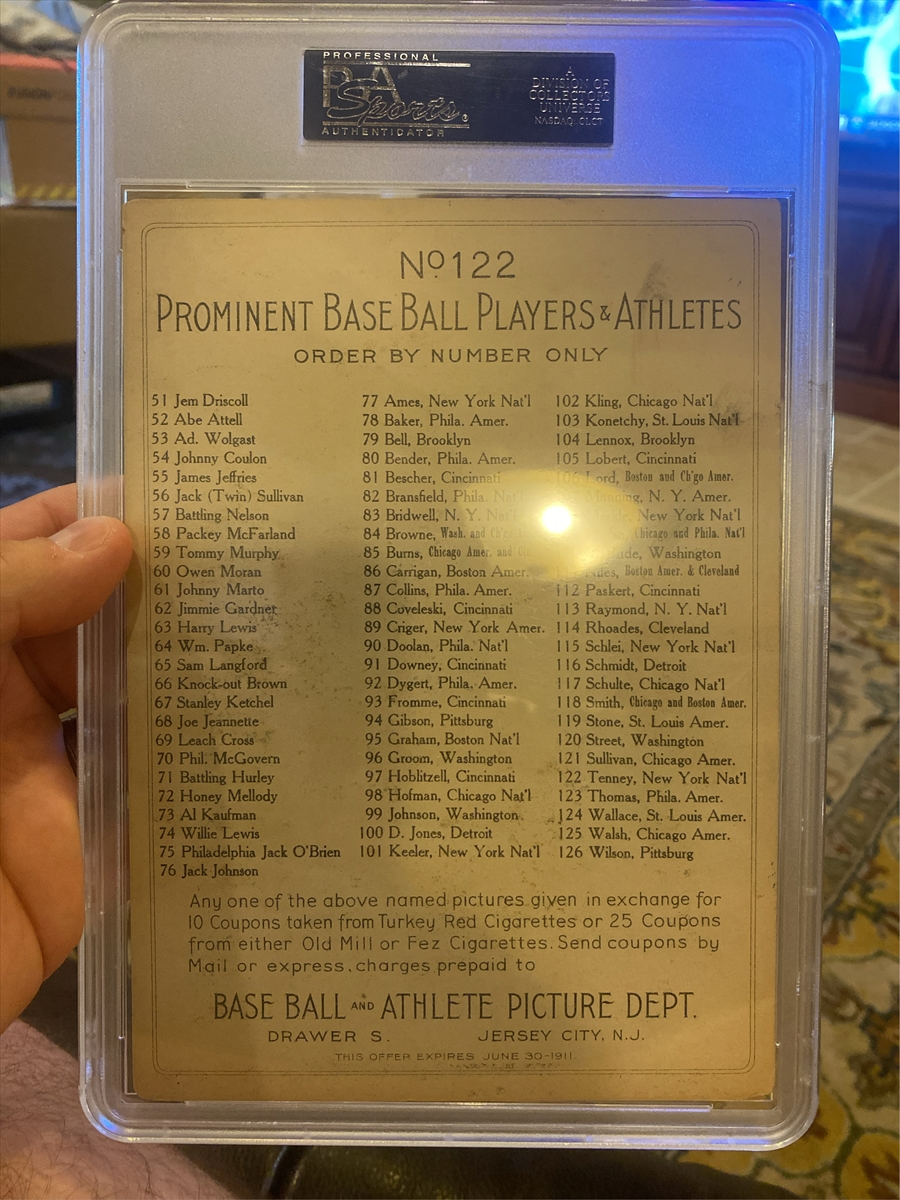 PROFESSIONAL
PSA
Sports
AUTHENTICATOR
A
DIVISION OF
COLLECTORS
UNIVERSE
NASDAQ: CLCT
Nº 122
PROMINENT BASE BALL PLAYERS & ATHLETES
ORDER BY NUMBER ONLY
51 Jem Driscoll
52 Abe Attell
53 Ad. Wolgast
54 Johnny Coulon
55 James Jeffries
56 Jack (Twin) Sullivan
57 Battling Nelson
58 Packey McFarland
59 Tommy Murphy
60 Owen Moran
61 Johnny Marto
62 Jimmie Gardner
63 Harry Lewis
64 Wm. Papke
65 Sam Langford
66 Knock-out Brown
67 Stanley Ketchel
68 Joe Jeannette
69 Leach Cross
70 Phil. McGovern
71 Battling Hurley
72 Honey Mellody
73 Al Kaufman
74 Willie Lewis
75 Philadelphia Jack O'Brien
76 Jack Johnson
77 Ames, New York Nat'l
78 Baker, Phila. Amer.
79 Bell, Brooklyn
80 Bender, Phila. Amer.
81 Bescher, Cincinnati
82 Bransfield, Phila. Nat'l
83 Bridwell, N. Y. Nat'l
84 Browne, Wash. and Ch'go
85 Burns, Chicago Amer. and
86 Carrigan, Boston Amer.
87 Collins, Phila. Amer.
88 Coveleski, Cincinnati
89 Criger, New York Amer.
90 Doolan, Phila. Nat'l
91 Downey, Cincinnati
92 Dygert, Phila. Amer.
93 Fromme, Cincinnati
94 Gibson, Pittsburg
95 Graham, Boston Nat'l
96 Groom, Washington
97 Hoblitzell, Cincinnati
98 Hofman, Chicago Nat'l
99 Johnson, Washington
100 D. Jones, Detroit
101 Keeler, New York Nat'l
102 Kling, Chicago Nat'l
103 Konetchy, St. Louis Nat'l
104 Lennox, Brooklyn
105 Lobert, Cincinnati
106 Lord, Boston and Ch'go Amer.
Manning, N. Y. Amer.
New York Nat'l
Chicago and Phila. Nat'l
Washington
Niles, Boston Amer. & Cleveland
112 Paskert, Cincinnati
113 Raymond, N. Y. Nat'l
114 Rhoades, Cleveland
115 Schlei, New York Nat'l
116 Schmidt, Detroit
117 Schulte, Chicago Nat'l
118 Smith, Chicago and Boston Amer.
119 Stone, St. Louis Amer.
120 Street, Washington
121 Sullivan, Chicago Amer.
122 Tenney, New York Nat'l
123 Thomas, Phila. Amer.
124 Wallace, St. Louis Amer.
125 Walsh, Chicago Amer.
126 Wilson, Pittsburg
Any one of the above named pictures given in exchange for
10 Coupons taken from Turkey Red Cigarettes or 25 Coupons
from either Old Mill or Fez Cigarettes. Send coupons by
Mail or express, charges prepaid to
BASE BALL AND ATHLETE PICTURE DEPT.
DRAWER S. JERSEY CITY, N.J.
THIS OFFER EXPIRES JUNE 30-1911.